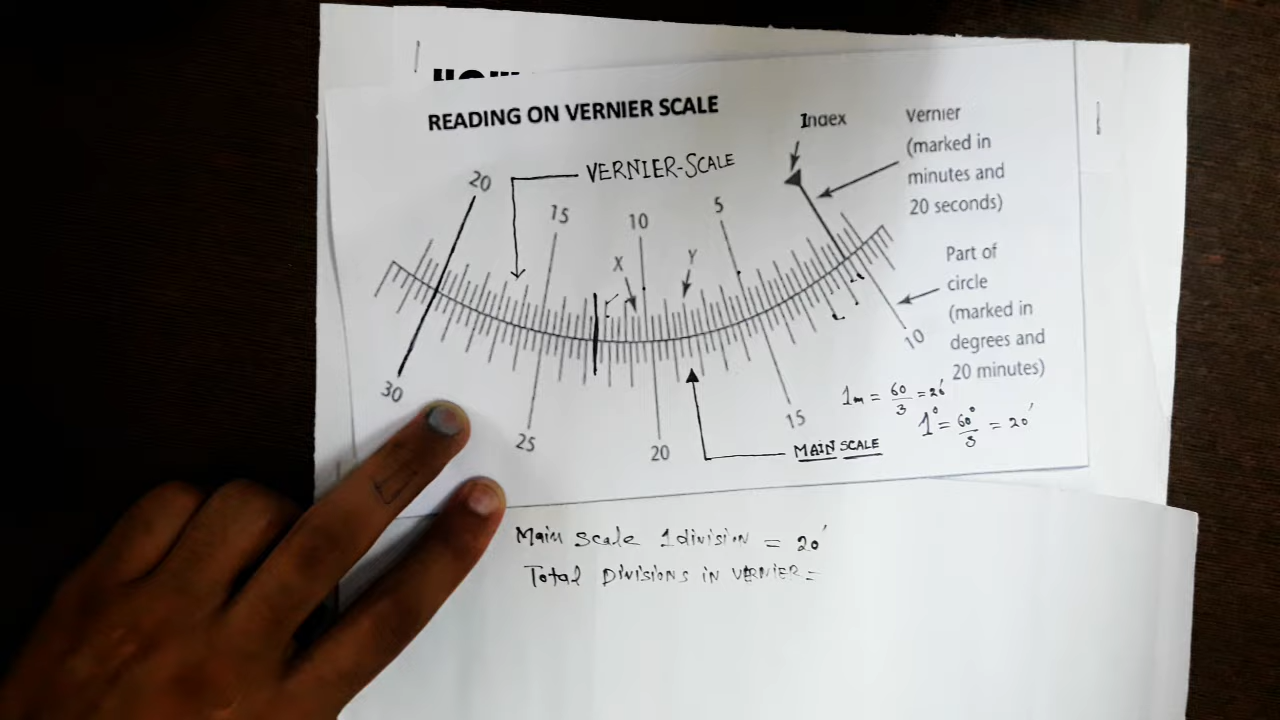 READING ON VERNIER SCALE
Index
Vernier
(marked in
minutes and
20 seconds)
VERNIER-SCALE
20
15
10
5
X
Y
Part of
circle
(marked in
degrees and
20 minutes)
10
30
25
20
15
MAIN SCALE
1m = 60/3 = 20'
1° = 60°/3 = 20'
Main scale 1 division = 20'
Total Divisions in VERNIER =